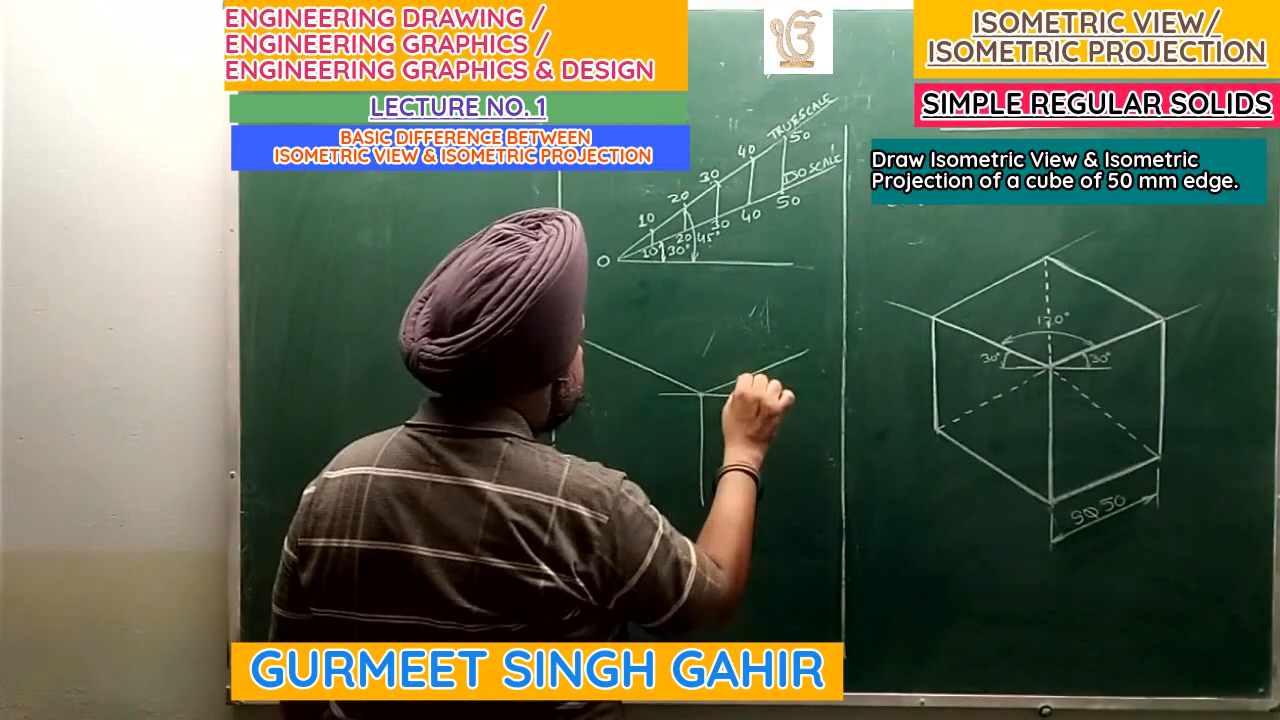 ENGINEERING DRAWING /
ENGINEERING GRAPHICS /
ENGINEERING GRAPHICS & DESIGN
LECTURE NO. 1
BASIC DIFFERENCE BETWEEN
ISOMETRIC VIEW & ISOMETRIC PROJECTION
ੴ
ISOMETRIC VIEW/
ISOMETRIC PROJECTION
SIMPLE REGULAR SOLIDS
Draw Isometric View & Isometric
Projection of a cube of 50 mm edge.
TRUE SCALE
50
40
30
20
10
ISO SCALE
50
40
30
20
10
30°
45°
O
120°
30°
30°
SQ 50
GURMEET SINGH GAHIR